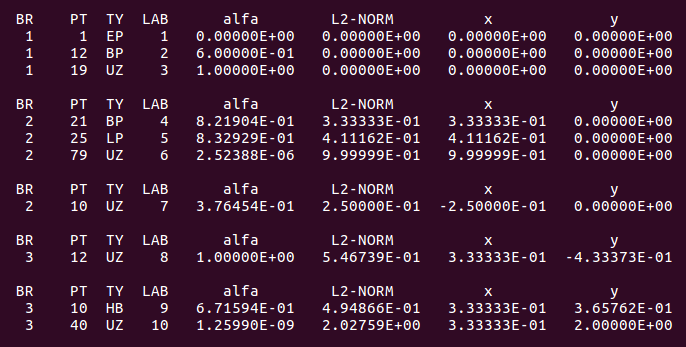 BR PT TY LAB alfa L2-NORM x y
1 1 EP 1 0.00000E+00 0.00000E+00 0.00000E+00 0.00000E+00
1 12 BP 2 6.00000E-01 0.00000E+00 0.00000E+00 0.00000E+00
1 19 UZ 3 1.00000E+00 0.00000E+00 0.00000E+00 0.00000E+00
BR PT TY LAB alfa L2-NORM x y
2 21 BP 4 8.21904E-01 3.33333E-01 3.33333E-01 0.00000E+00
2 25 LP 5 8.32929E-01 4.11162E-01 4.11162E-01 0.00000E+00
2 79 UZ 6 2.52388E-06 9.99999E-01 9.99999E-01 0.00000E+00
BR PT TY LAB alfa L2-NORM x y
2 10 UZ 7 3.76454E-01 2.50000E-01 -2.50000E-01 0.00000E+00
BR PT TY LAB alfa L2-NORM x y
3 12 UZ 8 1.00000E+00 5.46739E-01 3.33333E-01 -4.33373E-01
BR PT TY LAB alfa L2-NORM x y
3 10 HB 9 6.71594E-01 4.94866E-01 3.33333E-01 3.65762E-01
3 40 UZ 10 1.25990E-09 2.02759E+00 3.33333E-01 2.00000E+00